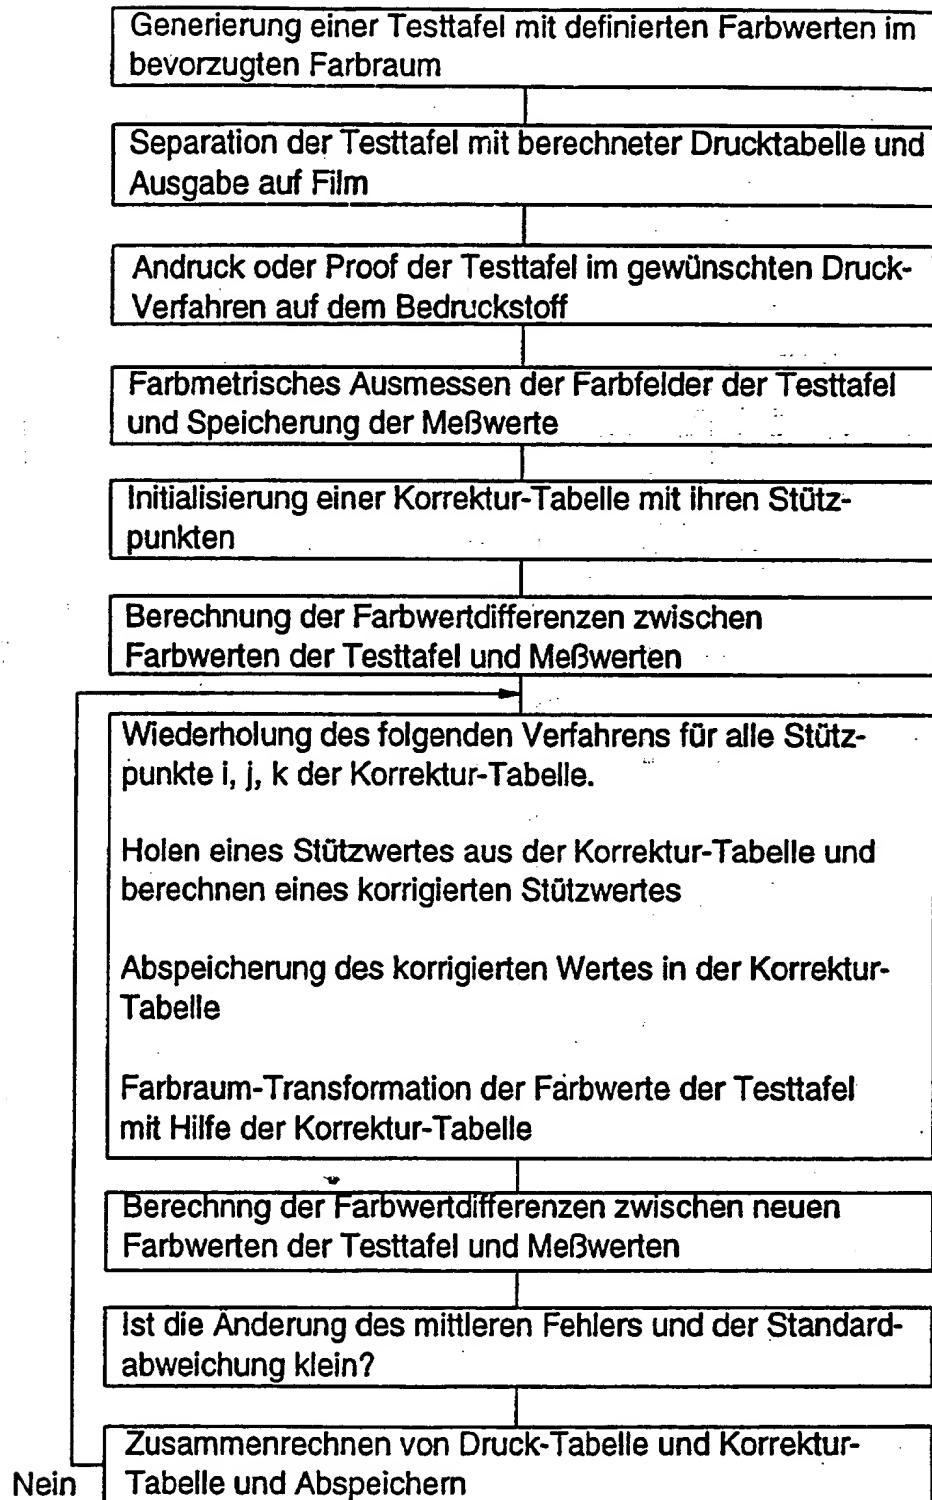 Generierung einer Testtafel mit definierten Farbwerten im
bevorzugten Farbraum
Separation der Testtafel mit berechneter Drucktabelle und
Ausgabe auf Film
Andruck oder Proof der Testtafel im gewünschten Druck-
Verfahren auf dem Bedruckstoff
Farbmetrisches Ausmessen der Farbfelder der Testtafel
und Speicherung der Meßwerte
Initialisierung einer Korrektur-Tabelle mit ihren Stütz-
punkten
Berechnung der Farbwertdifferenzen zwischen
Farbwerten der Testtafel und Meßwerten
Wiederholung des folgenden Verfahrens für alle Stütz-
punkte i, j, k der Korrektur-Tabelle.
Holen eines Stützwertes aus der Korrektur-Tabelle und
berechnen eines korrigierten Stützwertes
Abspeicherung des korrigierten Wertes in der Korrektur-
Tabelle
Farbraum-Transformation der Farbwerte der Testtafel
mit Hilfe der Korrektur-Tabelle
Berechnng der Farbwertdifferenzen zwischen neuen
Farbwerten der Testtafel und Meßwerten
Ist die Änderung des mittleren Fehlers und der Standard-
abweichung klein?
Zusammenrechnen von Druck-Tabelle und Korrektur-
Nein Tabelle und Abspeichern